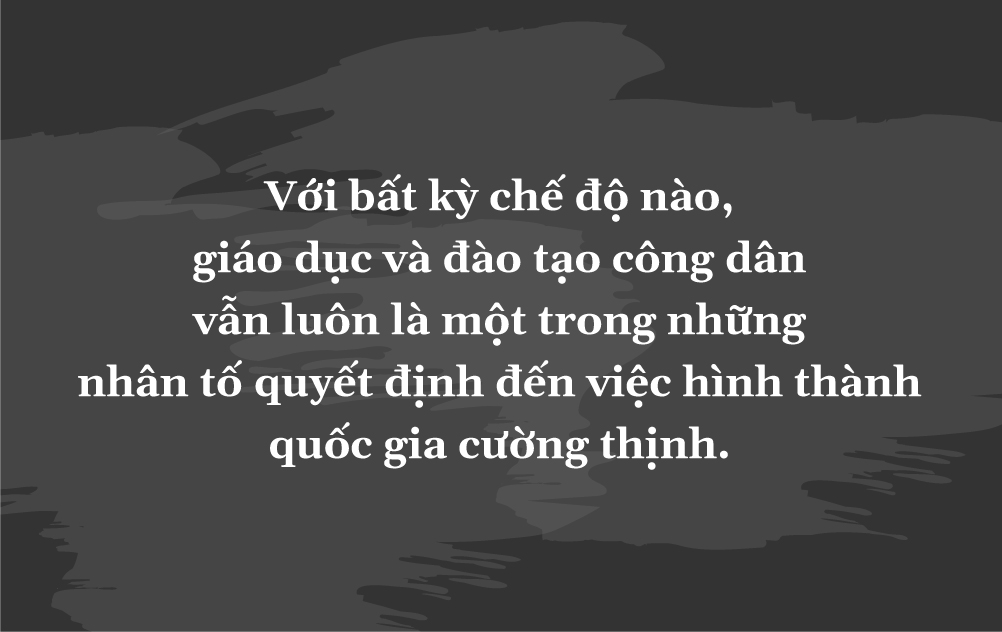 Với bất kỳ chế độ nào,
giáo dục và đào tạo công dân
vẫn luôn là một trong những
nhân tố quyết định đến việc hình thành
quốc gia cường thịnh.